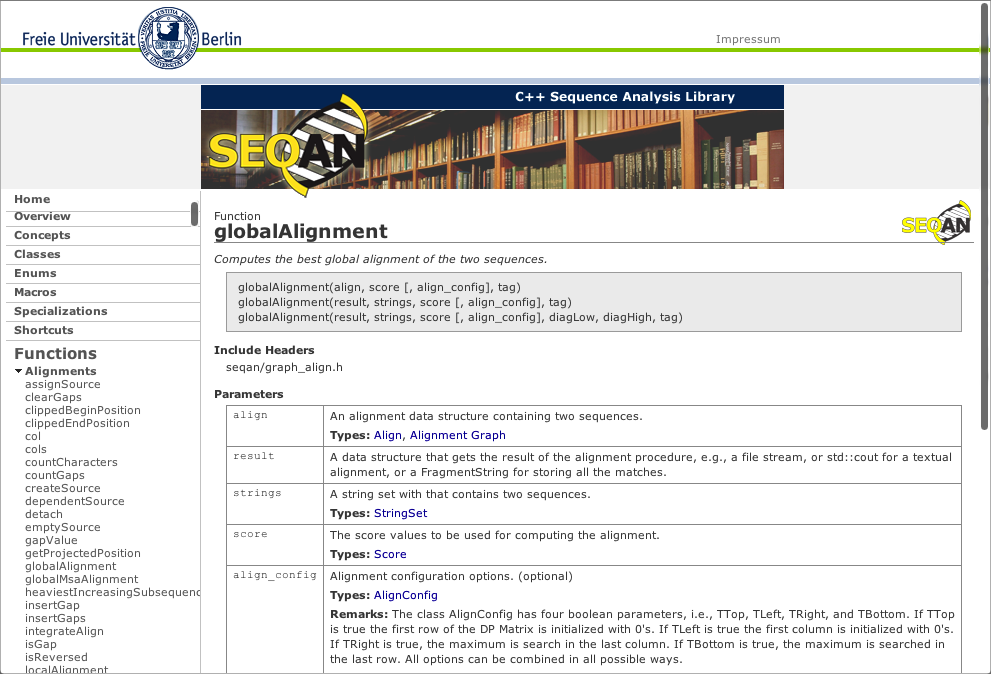 Freie Universität Berlin
Impressum
C++ Sequence Analysis Library
SEQAN
Home
Overview
Concepts
Classes
Enums
Macros
Specializations
Shortcuts
Functions
Alignments
assignSource
clearGaps
clippedBeginPosition
clippedEndPosition
col
cols
countCharacters
countGaps
createSource
dependentSource
detach
emptySource
gapValue
getProjectedPosition
globalAlignment
globalMsaAlignment
heaviestIncreasingSubsequenc
insertGap
insertGaps
integrateAlign
isGap
isReversed
localAlignment
Function
globalAlignment
SEQAN
Computes the best global alignment of the two sequences.
globalAlignment(align, score [, align_config], tag)
globalAlignment(result, strings, score [, align_config], tag)
globalAlignment(result, strings, score [, align_config], diagLow, diagHigh, tag)
Include Headers
seqan/graph_align.h
Parameters
align
An alignment data structure containing two sequences.
Types: Align, Alignment Graph
result
A data structure that gets the result of the alignment procedure, e.g., a file stream, or std::cout for a textual
alignment, or a FragmentString for storing all the matches.
strings
A string set with that contains two sequences.
Types: StringSet
score
The score values to be used for computing the alignment.
Types: Score
align_config
Alignment configuration options. (optional)
Types: AlignConfig
Remarks: The class AlignConfig has four boolean parameters, i.e., TTop, TLeft, TRight, and TBottom. If TTop
is true the first row of the DP Matrix is initialized with 0's. If TLeft is true the first column is initialized with 0's.
If TRight is true, the maximum is search in the last column. If TBottom is true, the maximum is searched in
the last row. All options can be combined in all possible ways.